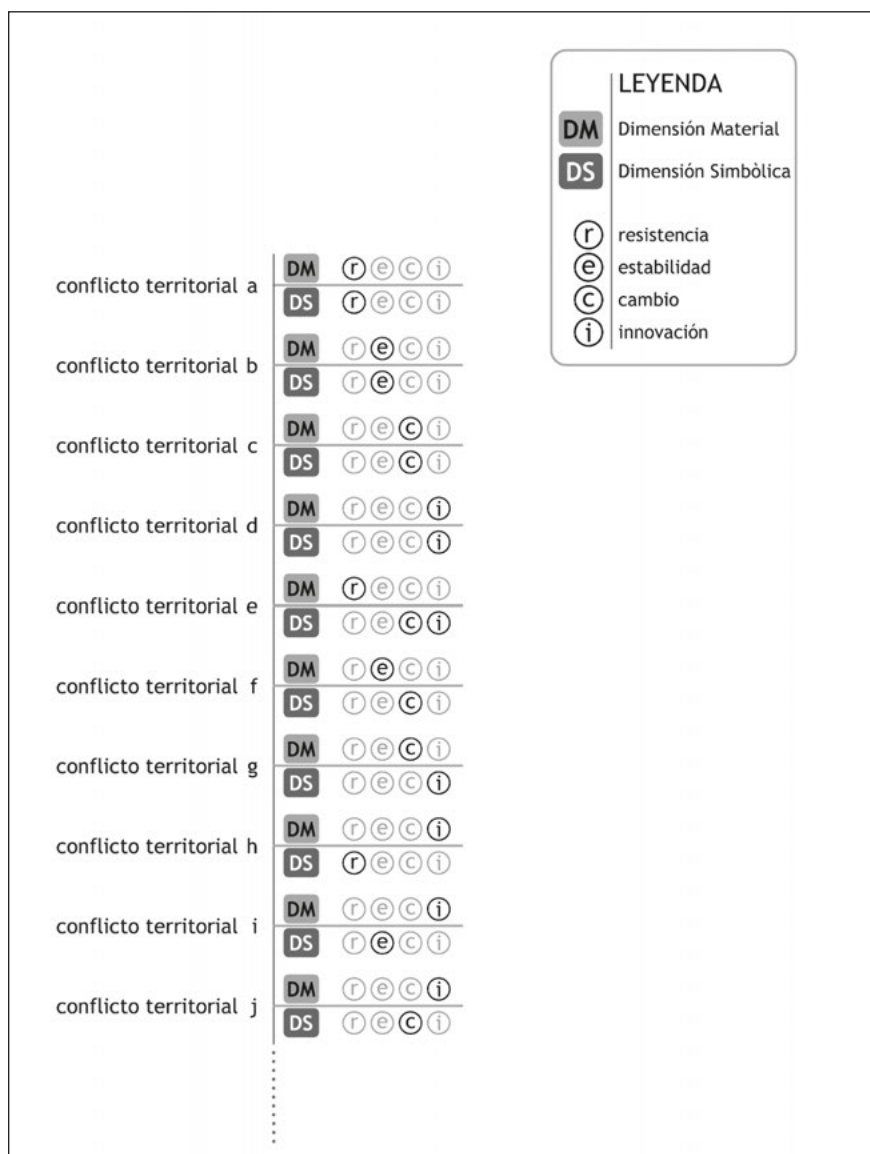 LEYENDA
DM Dimensión Material
DS Dimensión Simbòlica
r resistencia
e estabilidad
c cambio
i innovación
DM r e c i
conflicto territorial a
DS r e c i
DM r e c i
conflicto territorial b
DS r e c i
DM r e c i
conflicto territorial c
DS r e c i
DM r e c i
conflicto territorial d
DS r e c i
DM r e c i
conflicto territorial e
DS r e c i
DM r e c i
conflicto territorial f
DS r e c i
DM r e c i
conflicto territorial g
DS r e c i
DM r e c i
conflicto territorial h
DS r e c i
DM r e c i
conflicto territorial i
DS r e c i
DM r e c i
conflicto territorial j
DS r e c i